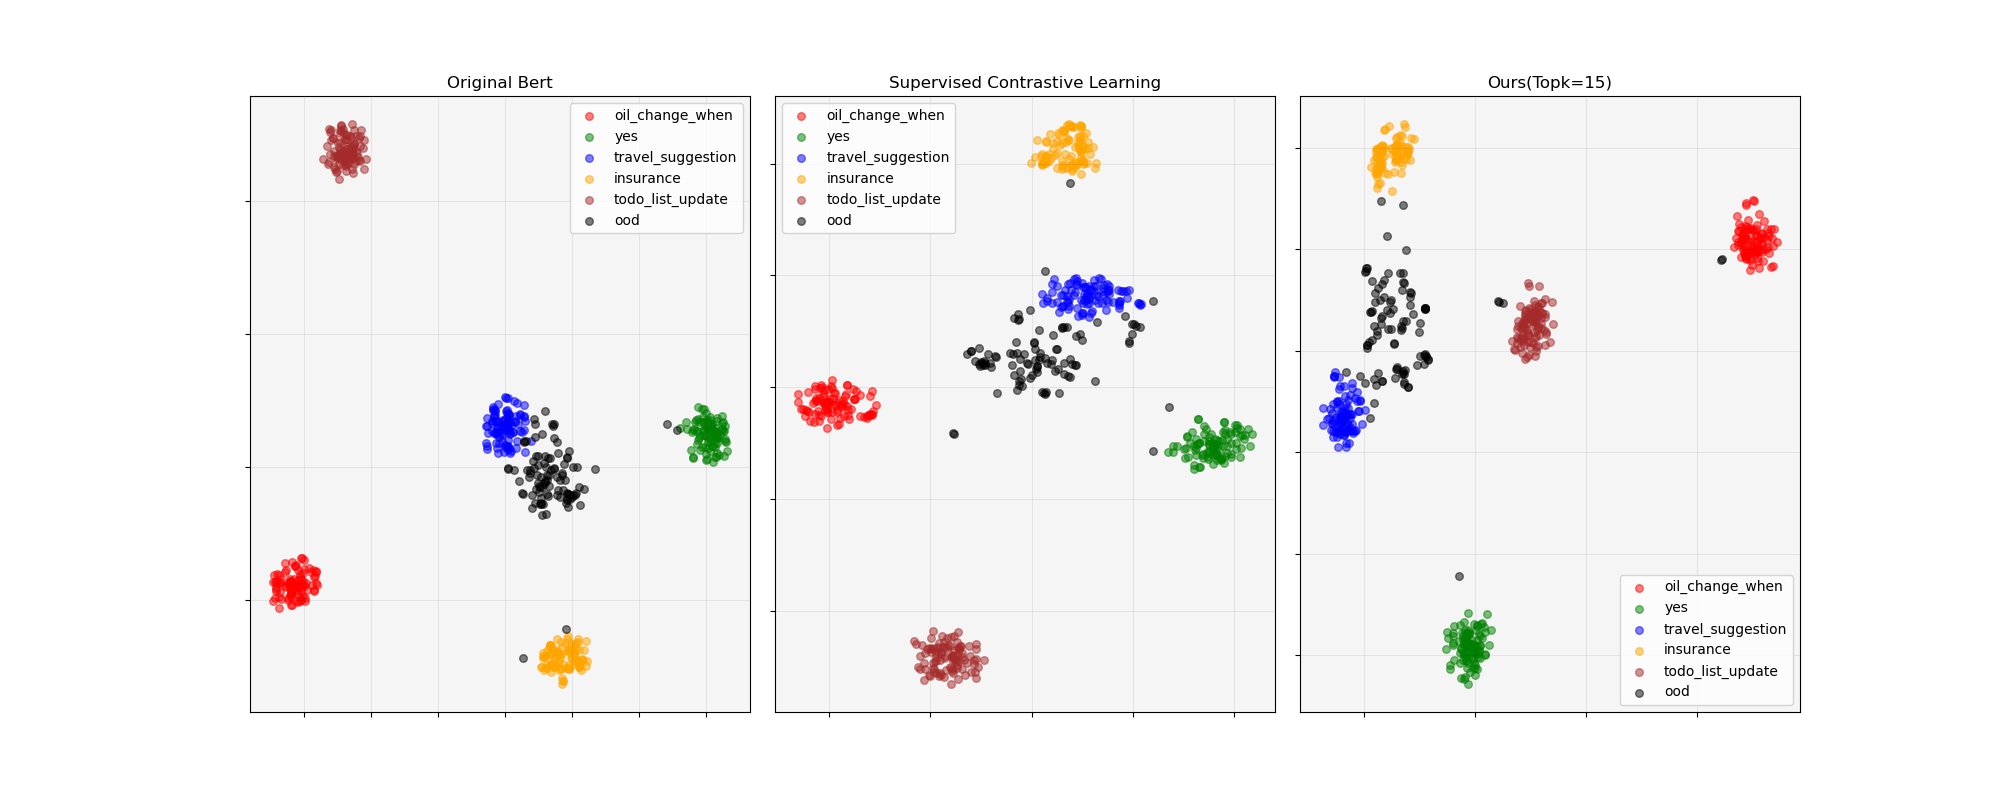 Original Bert
oil_change_when
yes
travel_suggestion
insurance
todo_list_update
ood
Supervised Contrastive Learning
oil_change_when
yes
travel_suggestion
insurance
todo_list_update
ood
Ours(Topk=15)
oil_change_when
yes
travel_suggestion
insurance
todo_list_update
ood